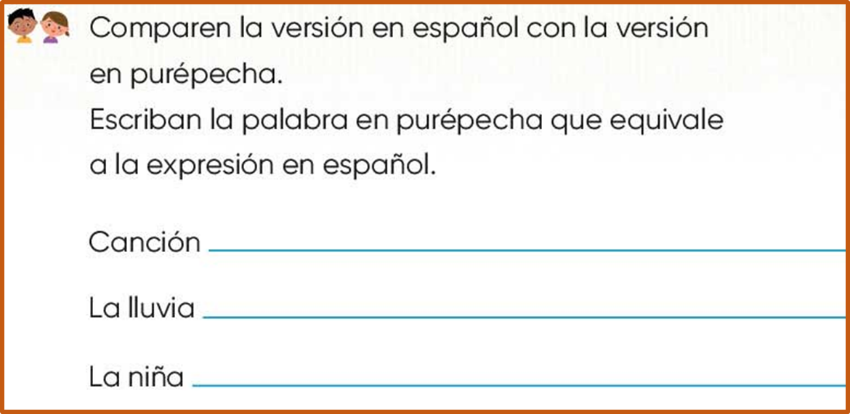 Comparen la versión en español con la versión
en purépecha.
Escriban la palabra en purépecha que equivale
a la expresión en español.
Canción
La lluvia
La niña